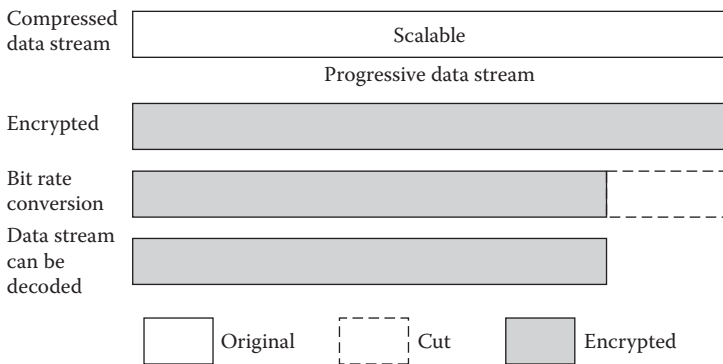 Compressed
data stream
Scalable
Progressive data stream
Encrypted
Bit rate
conversion
Data stream
can be
decoded
Original
Cut
Encrypted